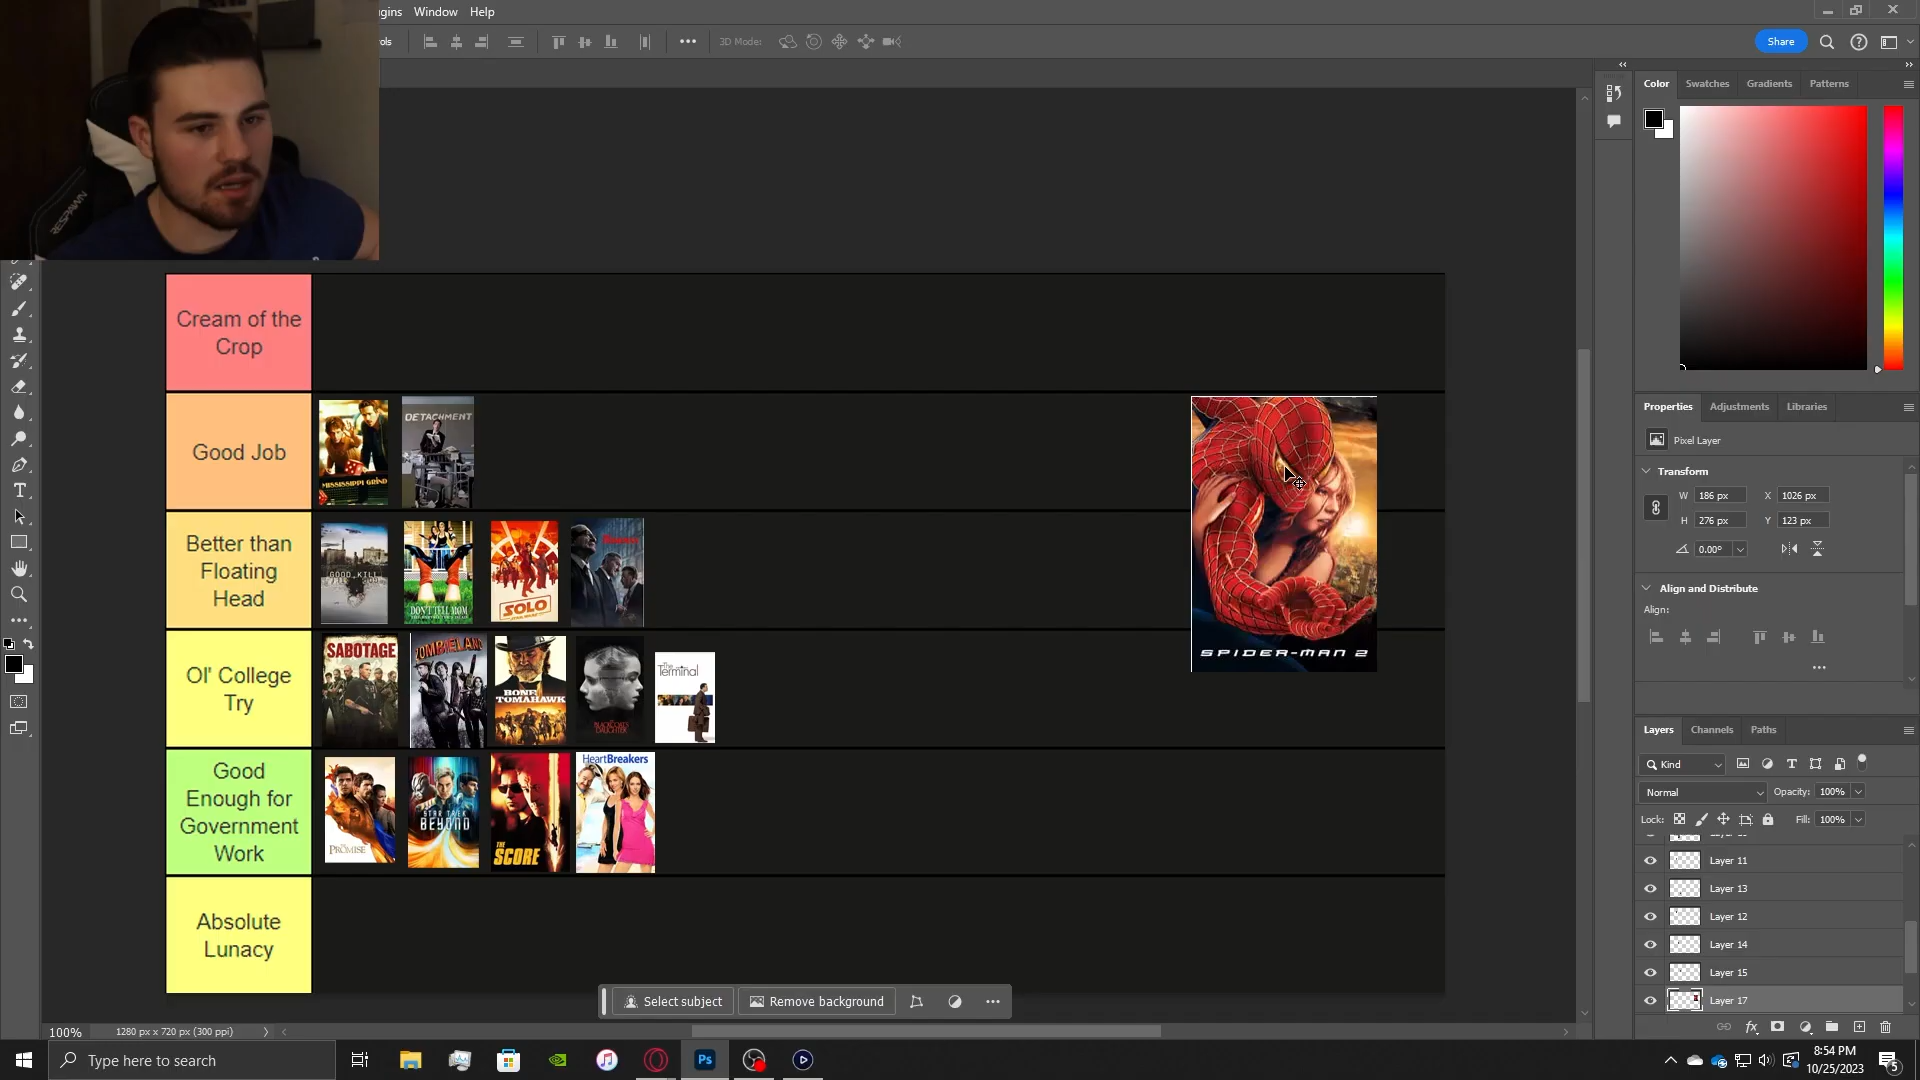 gins Window Help
ols
3D Mode:
Share
RESPAWN
Color Swatches Gradients Patterns
Cream of the
Crop
Good Job
MISSISSIPPI GRIND
DETACHMENT
Better than
Floating
Head
GOOD KILL
DON'T TELL MOM
SOLO
SPIDER-MAN 2
Ol' College
Try
SABOTAGE
ZOMBIELAND
BONE
TOMAHAWK
The
Terminal
Good
Enough for
Government
Work
THE
PROMISE
STAR TREK
BEYOND
THE
SCORE
HeartBreakers
Absolute
Lunacy
Properties Adjustments Libraries
Pixel Layer
Transform
W 186 px X 1026 px
H 276 px Y 123 px
0.00°
Align and Distribute
Align:
Layers Channels Paths
Kind
Normal Opacity: 100%
Lock: Fill: 100%
Layer 11
Layer 13
Layer 12
Layer 14
Layer 15
Layer 17
Select subject Remove background
100% 1280 px x 720 px (300 ppi)
Type here to search
Ps
8:54 PM
10/25/2023
5